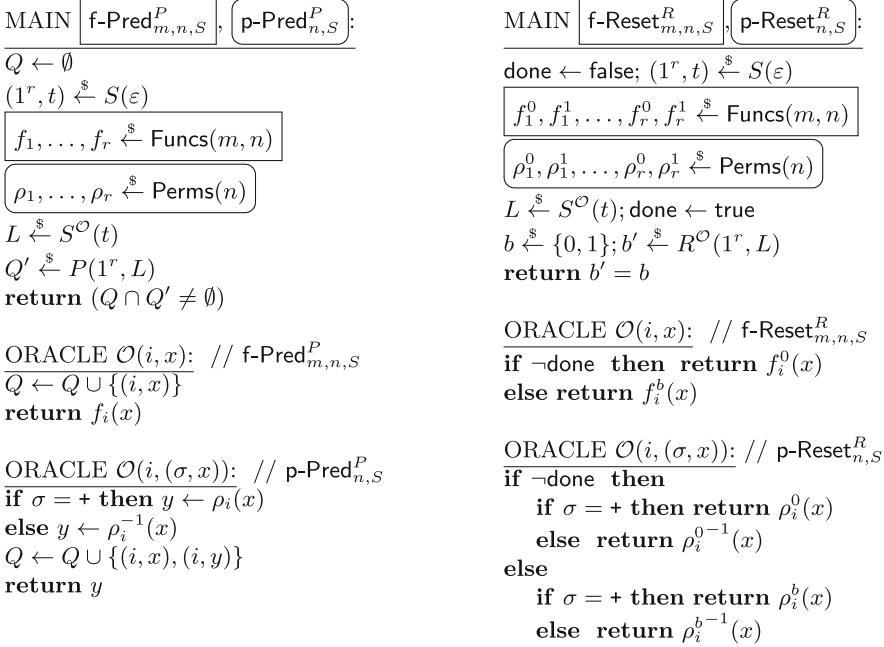 MAIN f-Pred^P_{m,n,S}, p-Pred^P_{n,S}:
Q ← ∅
(1^r, t) ←$ S(ε)
f_1, . . . , f_r ←$ Funcs(m, n)
ρ_1, . . . , ρ_r ←$ Perms(n)
L ←$ S^𝒪(t)
Q′ ←$ P(1^r, L)
return (Q ∩ Q′ ≠ ∅)
ORACLE 𝒪(i, x): // f-Pred^P_{m,n,S}
Q ← Q ∪ {(i, x)}
return f_i(x)
ORACLE 𝒪(i, (σ, x)): // p-Pred^P_{n,S}
if σ = + then y ← ρ_i(x)
else y ← ρ_i^{-1}(x)
Q ← Q ∪ {(i, x), (i, y)}
return y
MAIN f-Reset^R_{m,n,S}, p-Reset^R_{n,S}:
done ← false; (1^r, t) ←$ S(ε)
f_1^0, f_1^1, . . . , f_r^0, f_r^1 ←$ Funcs(m, n)
ρ_1^0, ρ_1^1, . . . , ρ_r^0, ρ_r^1 ←$ Perms(n)
L ←$ S^𝒪(t); done ← true
b ←$ {0, 1}; b′ ←$ R^𝒪(1^r, L)
return b′ = b
ORACLE 𝒪(i, x): // f-Reset^R_{m,n,S}
if ¬done then return f_i^0(x)
else return f_i^b(x)
ORACLE 𝒪(i, (σ, x)): // p-Reset^R_{n,S}
if ¬done then
if σ = + then return ρ_i^0(x)
else return ρ_i^{0 -1}(x)
else
if σ = + then return ρ_i^b(x)
else return ρ_i^{b -1}(x)